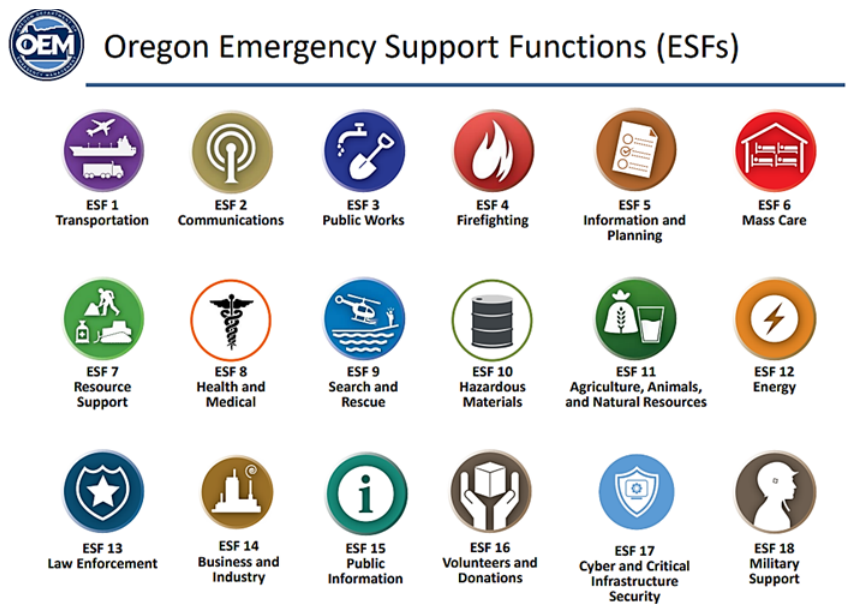 OEM
Oregon Emergency Support Functions (ESFs)
ESF 1
Transportation
ESF 2
Communications
ESF 3
Public Works
ESF 4
Firefighting
ESF 5
Information and
Planning
ESF 6
Mass Care
ESF 7
Resource
Support
ESF 8
Health and
Medical
ESF 9
Search and
Rescue
ESF 10
Hazardous
Materials
ESF 11
Agriculture, Animals,
and Natural Resources
ESF 12
Energy
ESF 13
Law Enforcement
ESF 14
Business and
Industry
ESF 15
Public
Information
ESF 16
Volunteers and
Donations
ESF 17
Cyber and Critical
Infrastructure
Security
ESF 18
Military
Support